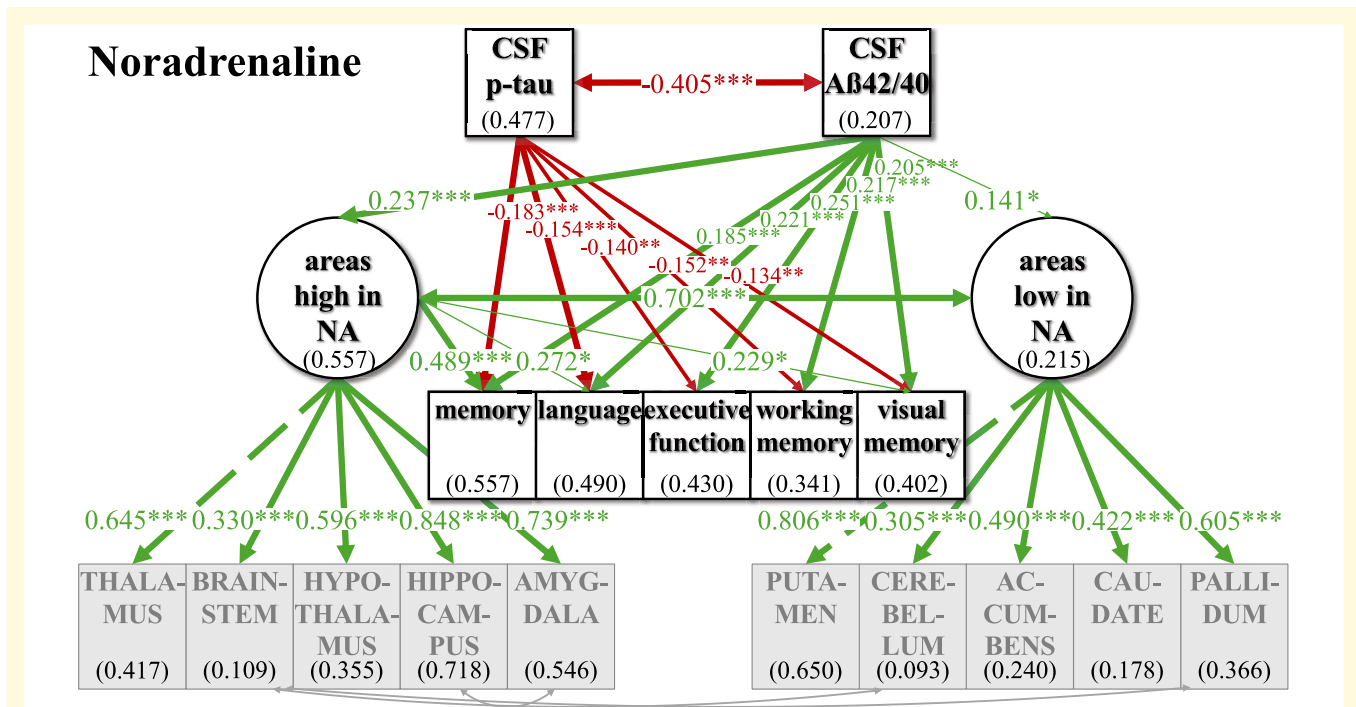 Noradrenaline
CSF
p-tau
(0.477)
-0.405***
CSF
Aß42/40
(0.207)
0.237***
-0.183***
-0.154***
-0.140**
-0.152**
-0.134**
0.185***
0.221***
0.251***
0.217***
0.205***
0.141*
areas
high in
NA
(0.557)
0.702***
areas
low in
NA
(0.215)
0.489***
0.272*
0.229*
memory
(0.557)
language
(0.490)
executive
function
(0.430)
working
memory
(0.341)
visual
memory
(0.402)
0.645***
0.330***
0.596***
0.848***
0.739***
0.806***
0.305***
0.490***
0.422***
0.605***
THALA-
MUS
(0.417)
BRAIN-
STEM
(0.109)
HYPO-
THALA-
MUS
(0.355)
HIPPO-
CAM-
PUS
(0.718)
AMYG-
DALA
(0.546)
PUTA-
MEN
(0.650)
CERE-
BEL-
LUM
(0.093)
AC-
CUM-
BENS
(0.240)
CAU-
DATE
(0.178)
PALLI-
DUM
(0.366)